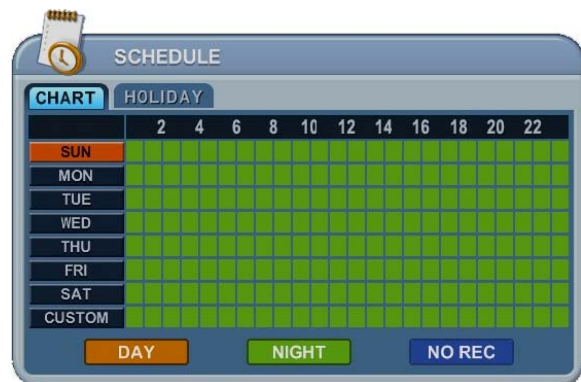 SCHEDULE
CHART HOLIDAY
2 4 6 8 10 12 14 16 18 20 22
SUN
MON
TUE
WED
THU
FRI
SAT
CUSTOM
DAY NIGHT NO REC